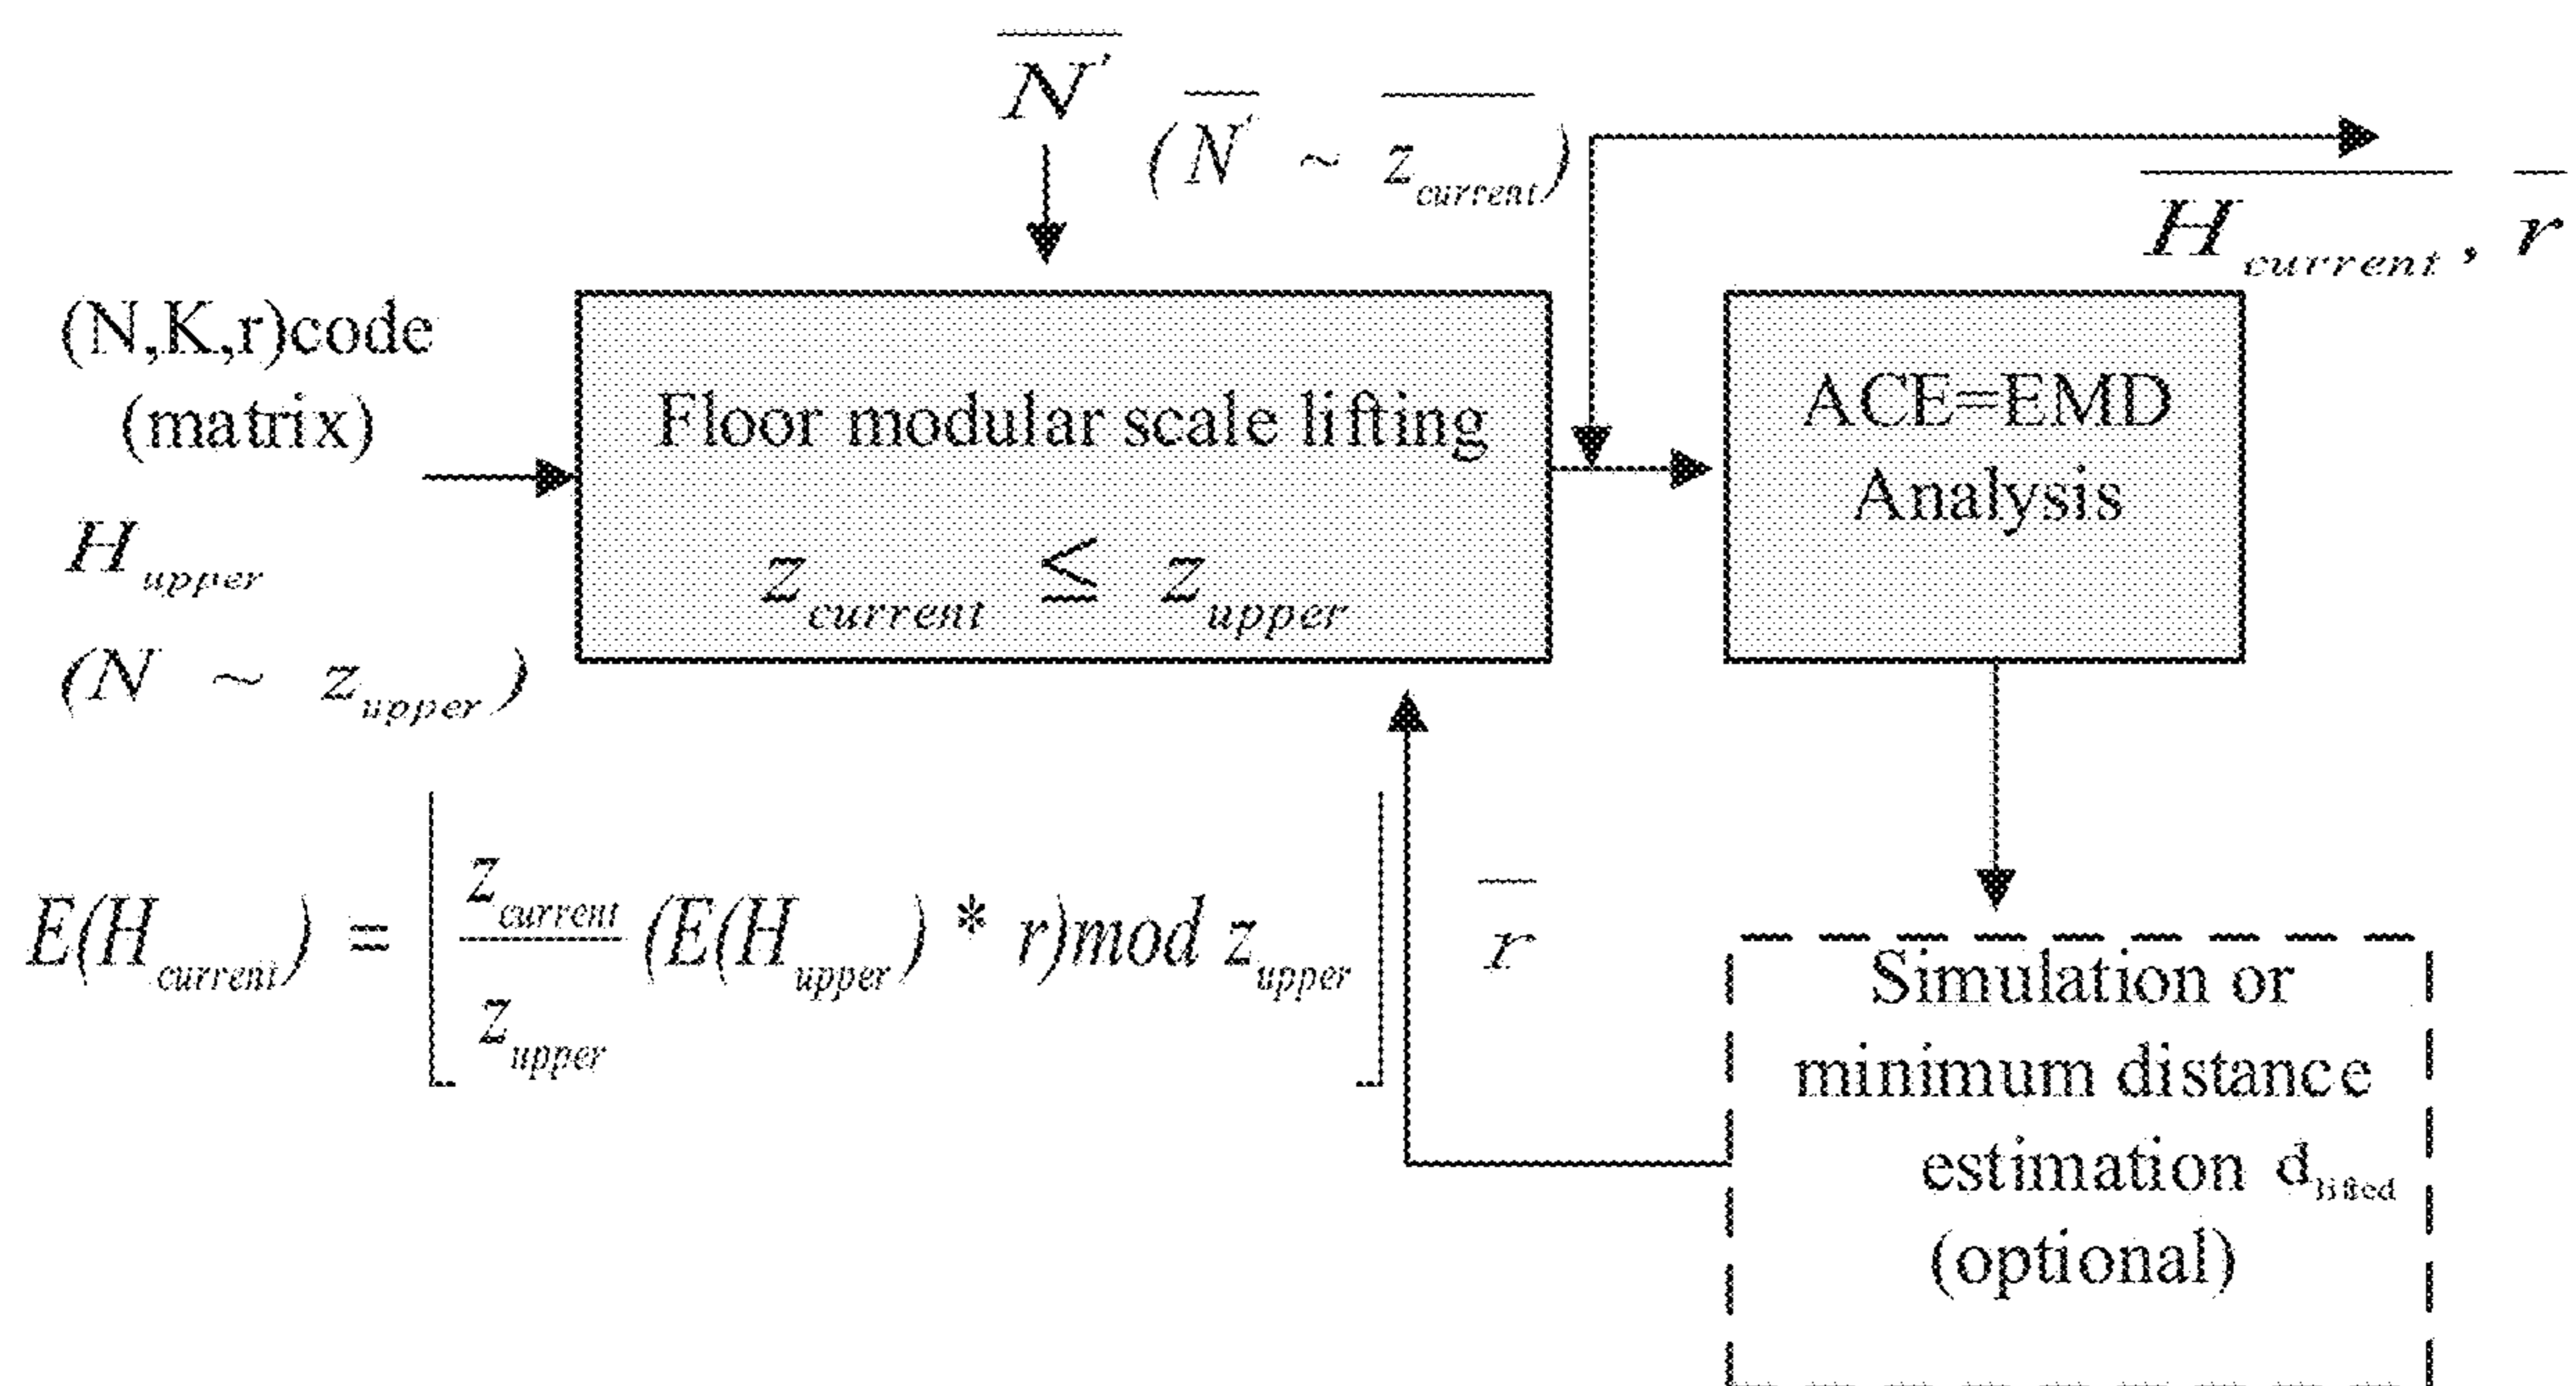 N'
(N' ~ z_current)
H_current, r
(N,K,r)code
(matrix)
H_upper
(N ~ z_upper)
Floor modular scale lifting
z_current ≤ z_upper
ACE=EMD
Analysis
E(H_current) = ⌊ z_current / z_upper (E(H_upper) * r)mod z_upper ⌋
r
Simulation or
minimum distance
estimation d_lifted
(optional)